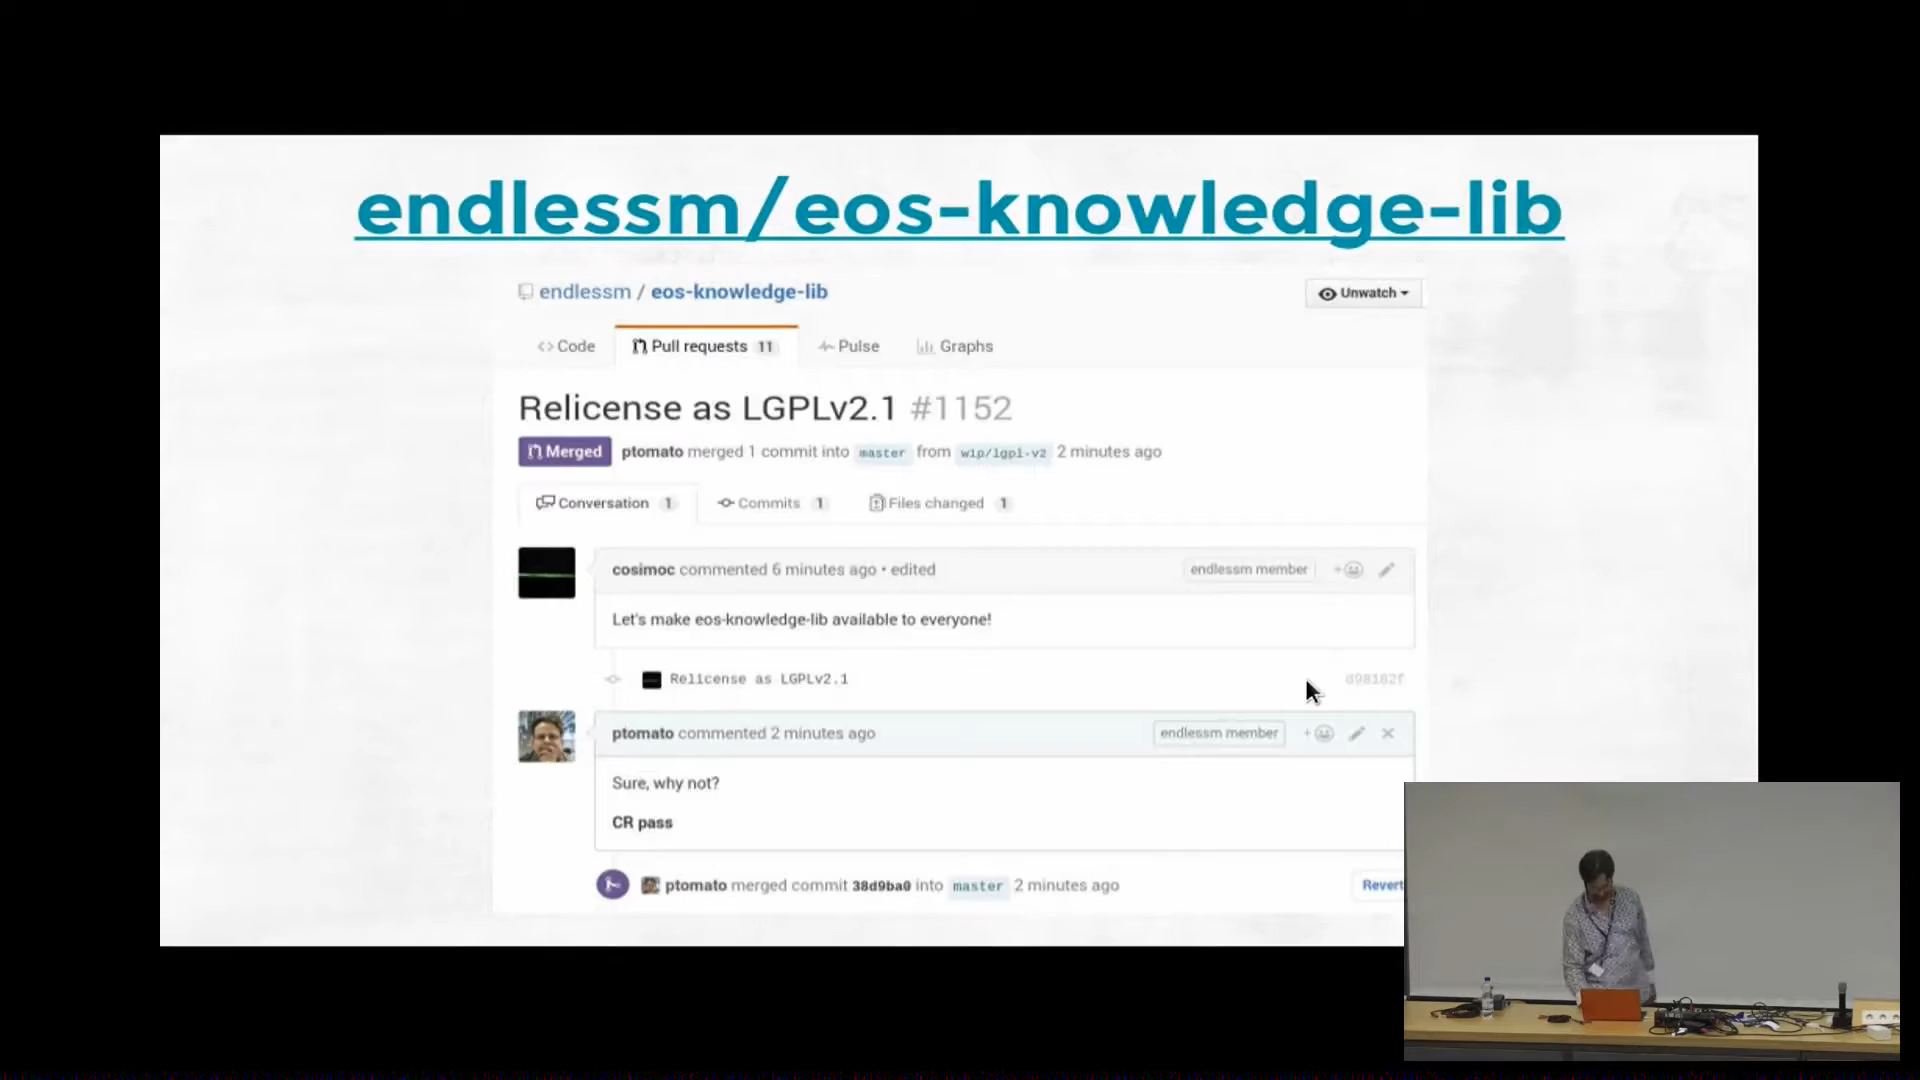 endlessm/eos-knowledge-lib
endlessm / eos-knowledge-lib
Unwatch
Code Pull requests 11 Pulse Graphs
Relicense as LGPLv2.1 #1152
Merged ptomato merged 1 commit into master from wip/lgpl-v2 2 minutes ago
Conversation 1 Commits 1 Files changed 1
cosimoc commented 6 minutes ago • edited endlessm member
Let's make eos-knowledge-lib available to everyone!
Relicense as LGPLv2.1 d98182f
ptomato commented 2 minutes ago endlessm member
Sure, why not?
CR pass
ptomato merged commit 38d9ba0 into master 2 minutes ago Revert